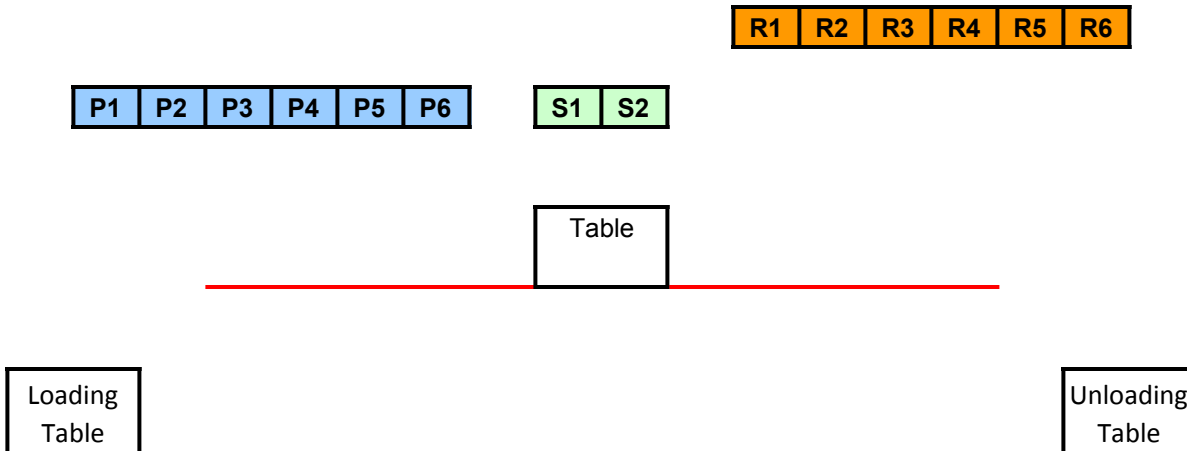 R1 R2 R3 R4 R5 R6
P1 P2 P3 P4 P5 P6 S1 S2
Table
Loading
Table
Unloading
Table